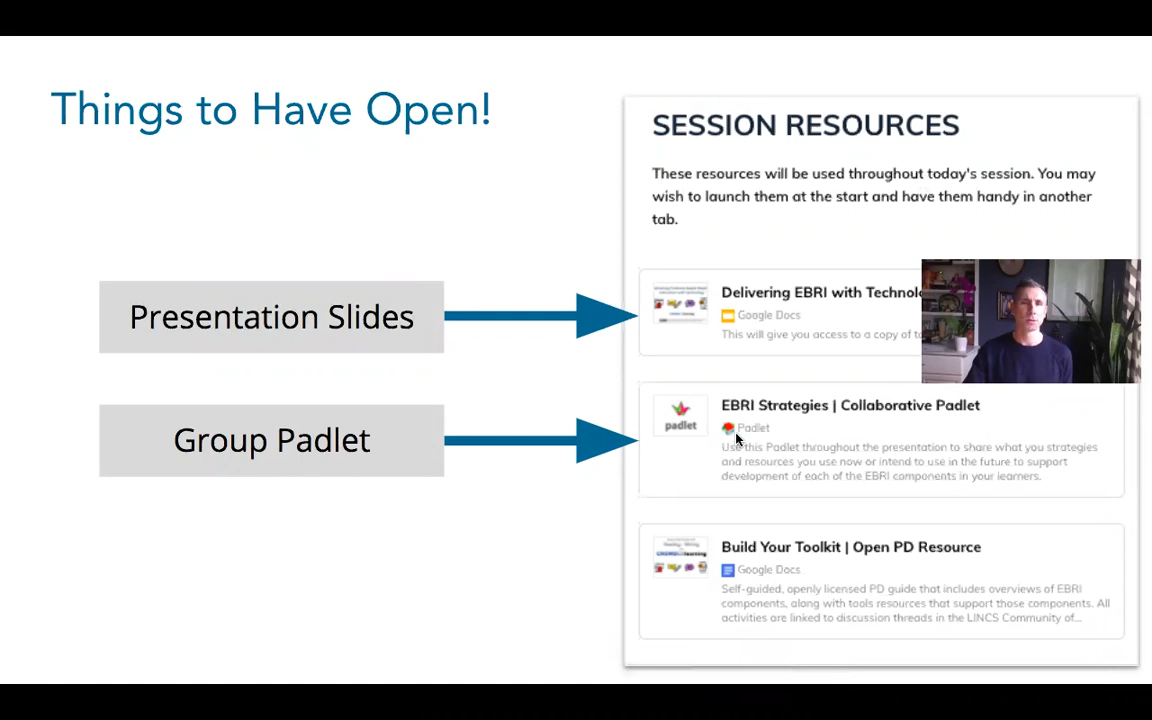 Things to Have Open!
Presentation Slides
Group Padlet
SESSION RESOURCES
These resources will be used throughout today's session. You may
wish to launch them at the start and have them handy in another
tab.
Delivering EBRI with
Google Docs
This will give you access to a copy of
padlet
EBRI Strategies | Collaborative Padlet
Padlet
Use this Padlet throughout the presentation to share what you strategies
and resources you use now or intend to use in the future to support
development of each of the EBRI components in your learners.
Build Your Toolkit | Open PD Resource
Google Docs
Self-guided, openly licensed PD guide that includes overviews of EBRI
components, along with tools resources that support those components. All
activities are linked to discussion threads in the LINCS Community of...